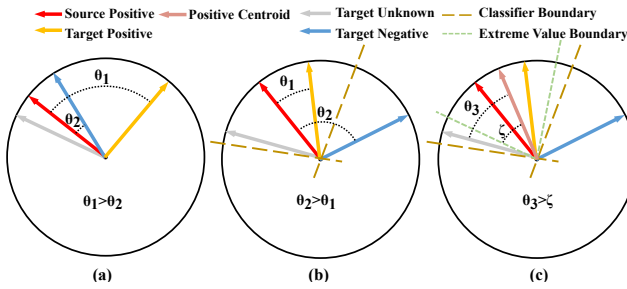 Source Positive Positive Centroid Target Unknown Classifier Boundary
Target Positive Target Negative Extreme Value Boundary
θ1
θ2
θ1>θ2
(a)
θ1
θ2
θ2>θ1
(b)
θ3
ζ
θ3>ζ
(c)